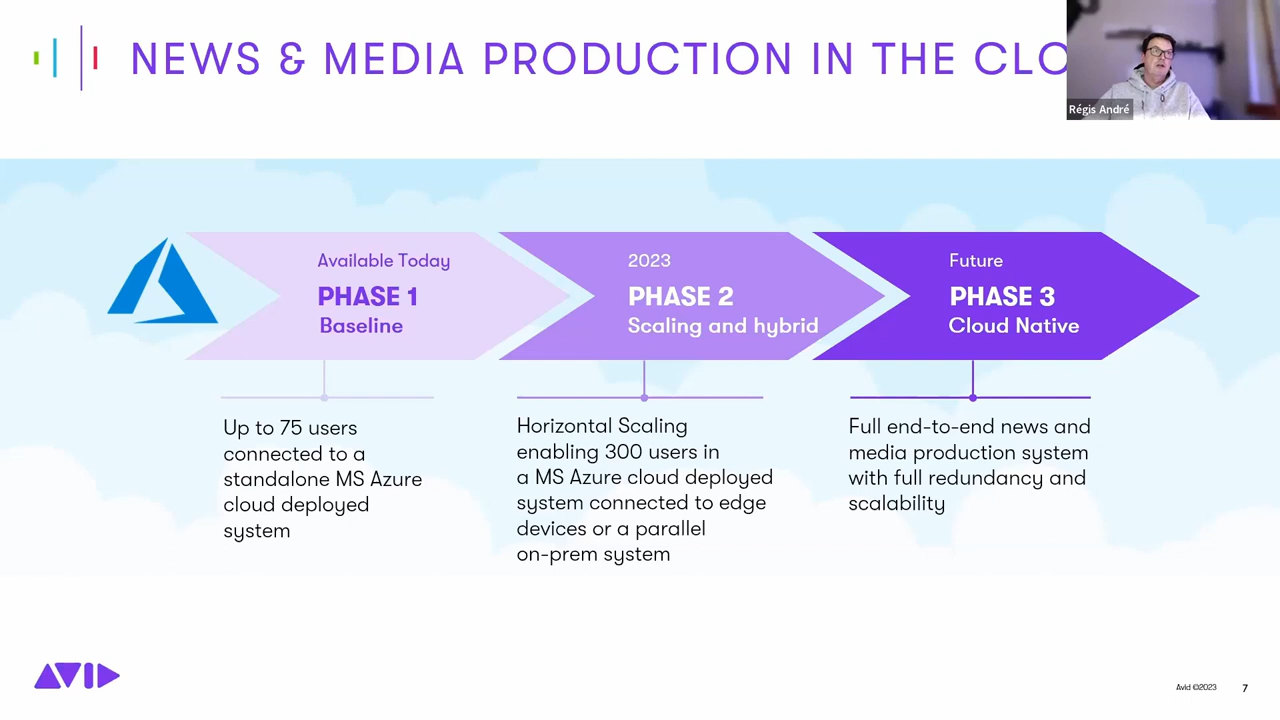 NEWS & MEDIA PRODUCTION IN THE CLO
Régis André
Available Today
PHASE 1
Baseline
2023
PHASE 2
Scaling and hybrid
Future
PHASE 3
Cloud Native
Up to 75 users
connected to a
standalone MS Azure
cloud deployed
system
Horizontal Scaling
enabling 300 users in
a MS Azure cloud deployed
system connected to edge
devices or a parallel
on-prem system
Full end-to-end news and
media production system
with full redundancy and
scalability
AVID
Avid ©2023
7